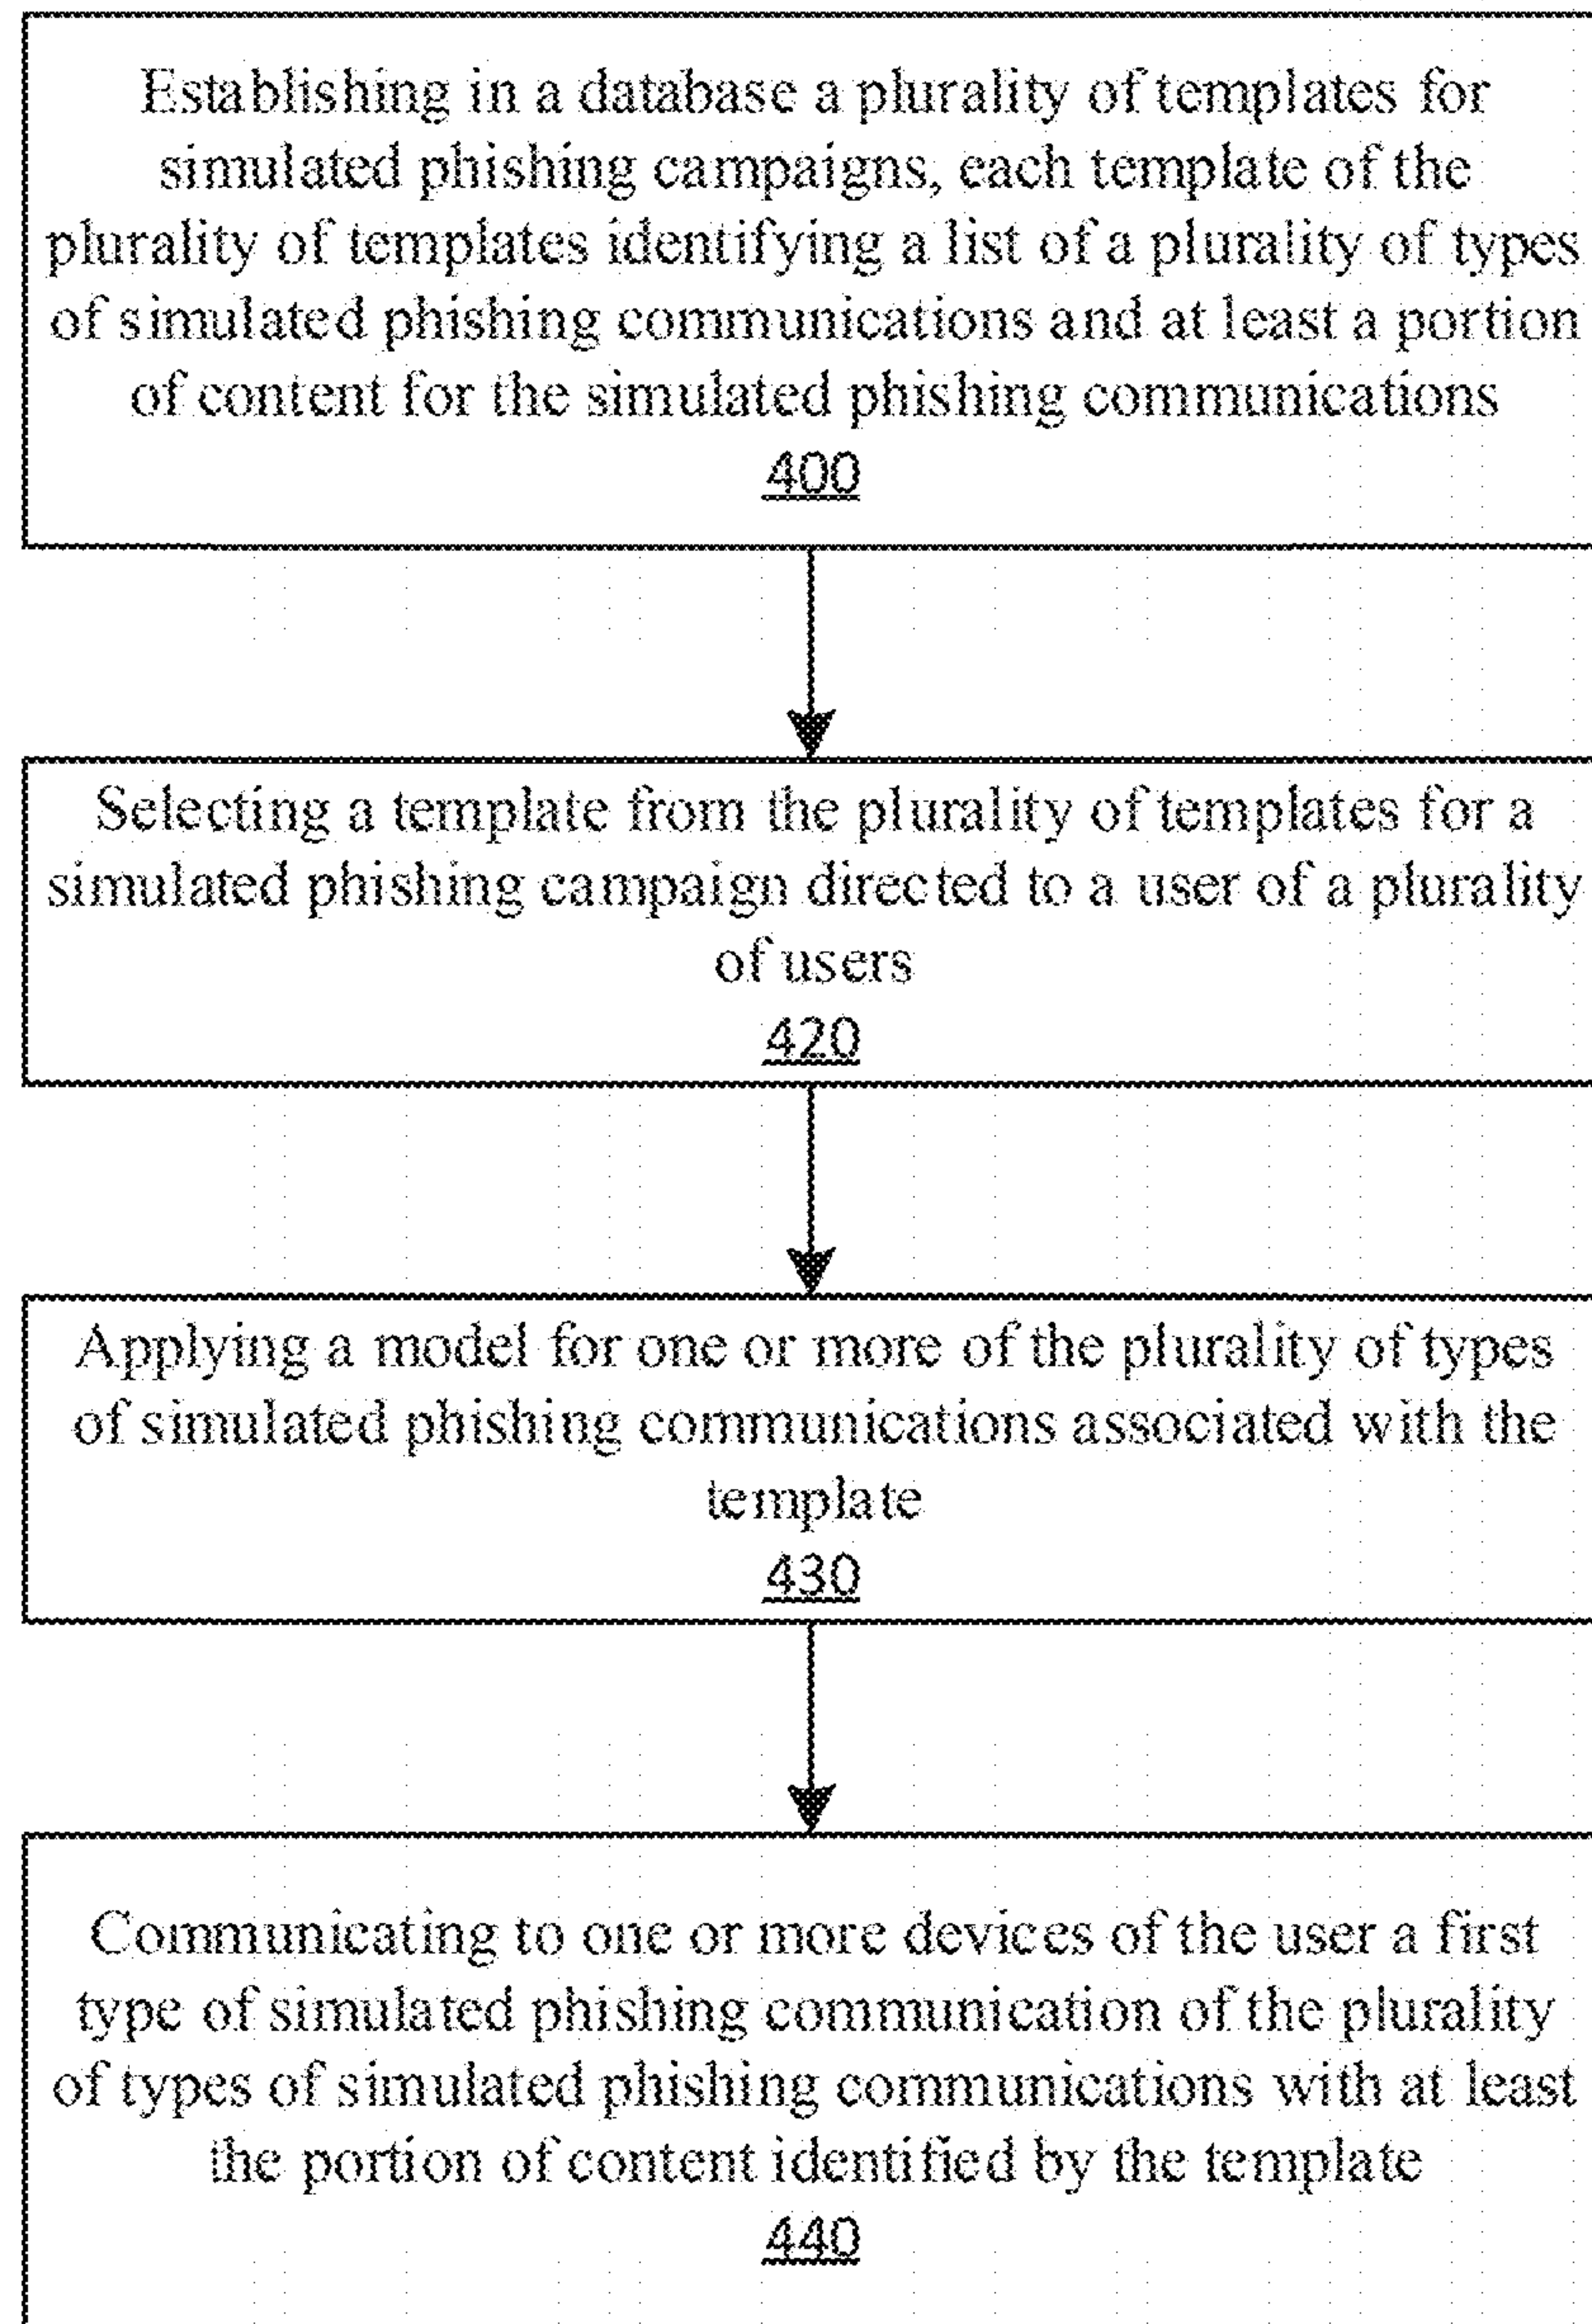 Establishing in a database a plurality of templates for
simulated phishing campaigns, each template of the
plurality of templates identifying a list of a plurality of types
of simulated phishing communications and at least a portion
of content for the simulated phishing communications
400
Selecting a template from the plurality of templates for a
simulated phishing campaign directed to a user of a plurality
of users
420
Applying a model for one or more of the plurality of types
of simulated phishing communications associated with the
template
430
Communicating to one or more devices of the user a first
type of simulated phishing communication of the plurality
of types of simulated phishing communications with at least
the portion of content identified by the template
440